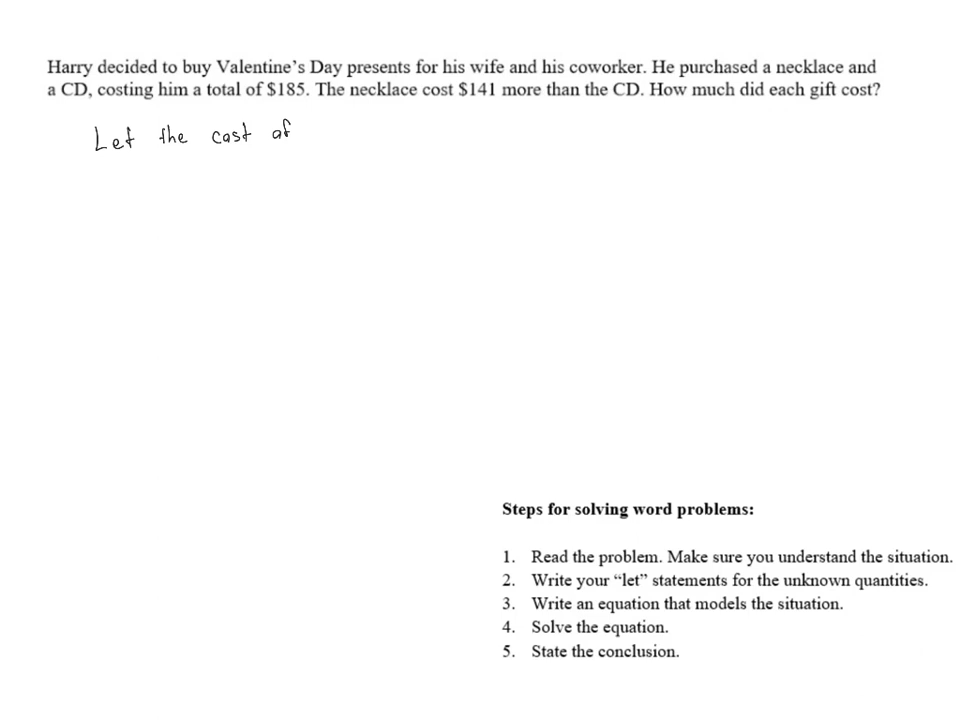 Harry decided to buy Valentine’s Day presents for his wife and his coworker. He purchased a necklace and
a CD, costing him a total of $185. The necklace cost $141 more than the CD. How much did each gift cost?
Let the cost of
Steps for solving word problems:
1. Read the problem. Make sure you understand the situation.
2. Write your “let” statements for the unknown quantities.
3. Write an equation that models the situation.
4. Solve the equation.
5. State the conclusion.